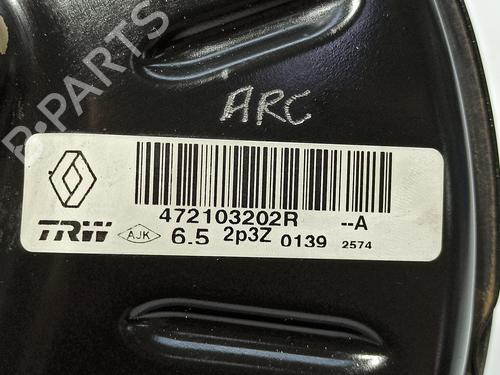 B-PARTS
ARC
472103202R --A
TRW AJK 6.5 2p3Z 0139 2574